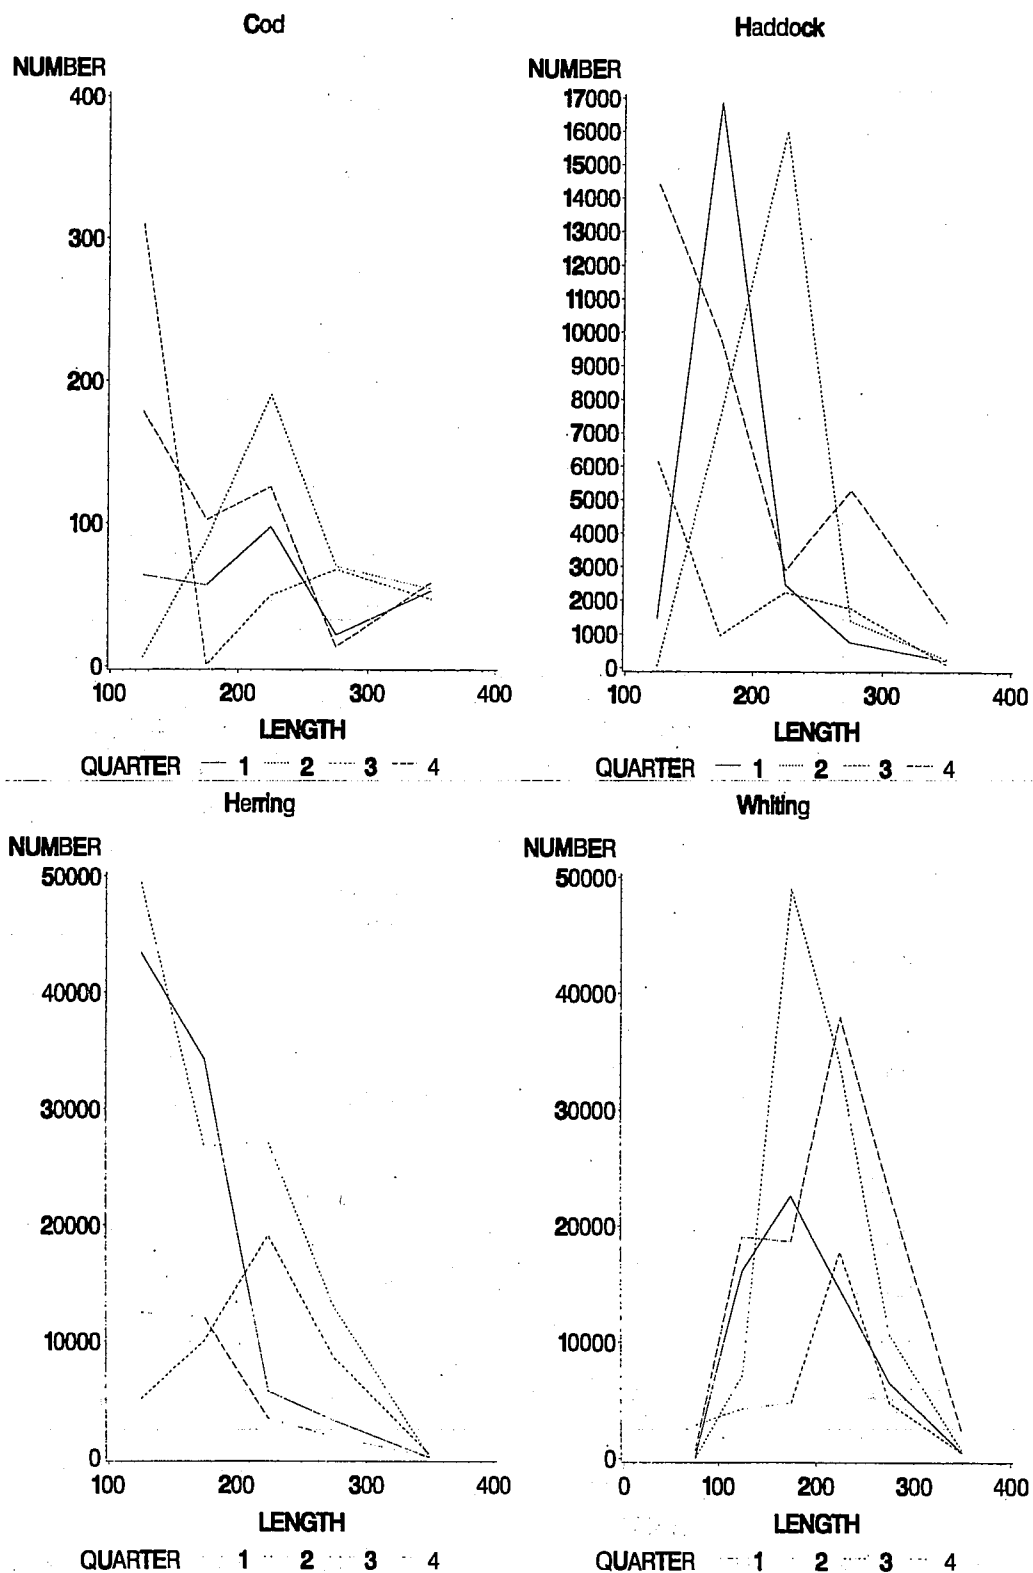 Cod
NUMBER
400
300
200
100
0
100 200 300 400
LENGTH
QUARTER 1 2 3 4
Haddock
NUMBER
17000
16000
15000
14000
13000
12000
11000
10000
9000
8000
7000
6000
5000
4000
3000
2000
1000
0
100 200 300 400
LENGTH
QUARTER 1 2 3 4
Herring
NUMBER
50000
40000
30000
20000
10000
0
100 200 300 400
LENGTH
QUARTER 1 2 3 4
Whiting
NUMBER
50000
40000
30000
20000
10000
0
0 100 200 300 400
LENGTH
QUARTER 1 2 3 4